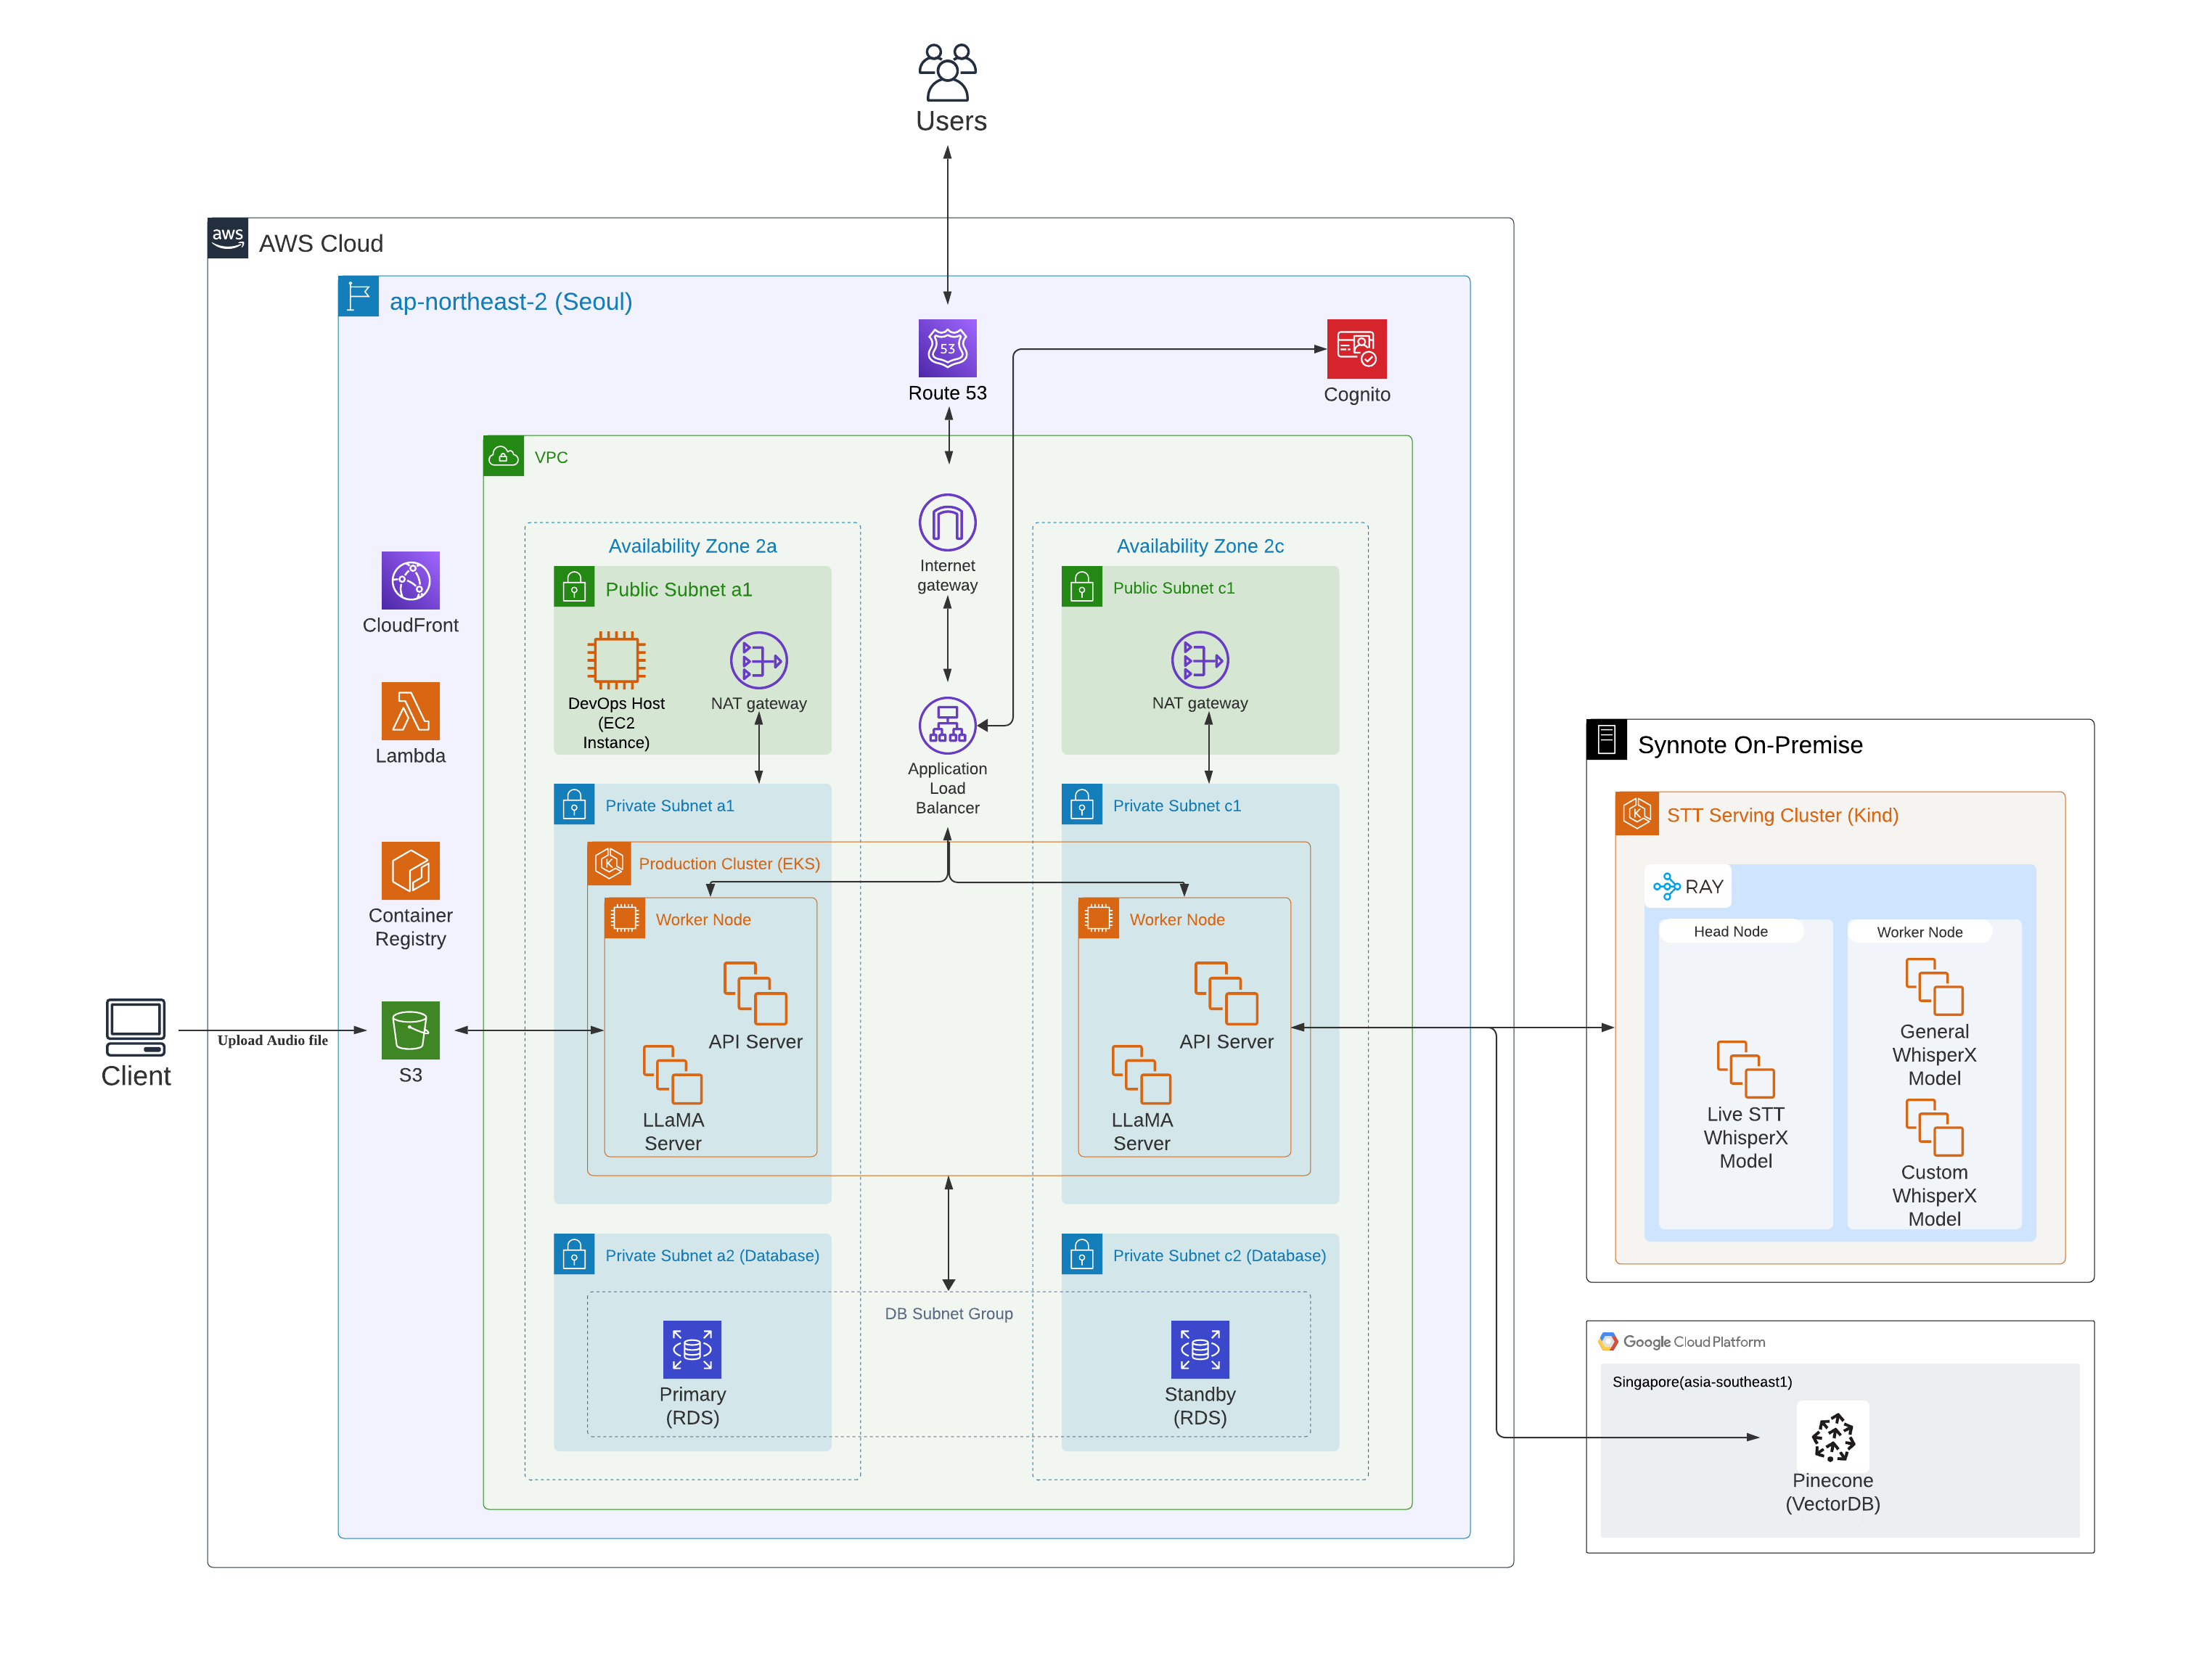 Users
aws
AWS Cloud
ap-northeast-2 (Seoul)
53
Route 53
Cognito
VPC
Availability Zone 2a
Internet
gateway
Availability Zone 2c
Public Subnet a1
Public Subnet c1
CloudFront
DevOps Host
(EC2
Instance)
NAT gateway
NAT gateway
Lambda
Application
Load
Balancer
Synnote On-Premise
Private Subnet a1
Private Subnet c1
STT Serving Cluster (Kind)
K
Production Cluster (EKS)
K
RAY
Container
Registry
Worker Node
Worker Node
Head Node
Worker Node
API Server
API Server
General
WhisperX
Model
Upload Audio file
Client
S3
LLaMA
Server
LLaMA
Server
Live STT
WhisperX
Model
Custom
WhisperX
Model
Private Subnet a2 (Database)
Private Subnet c2 (Database)
DB Subnet Group
Primary
(RDS)
Standby
(RDS)
Google Cloud Platform
Singapore(asia-southeast1)
Pinecone
(VectorDB)